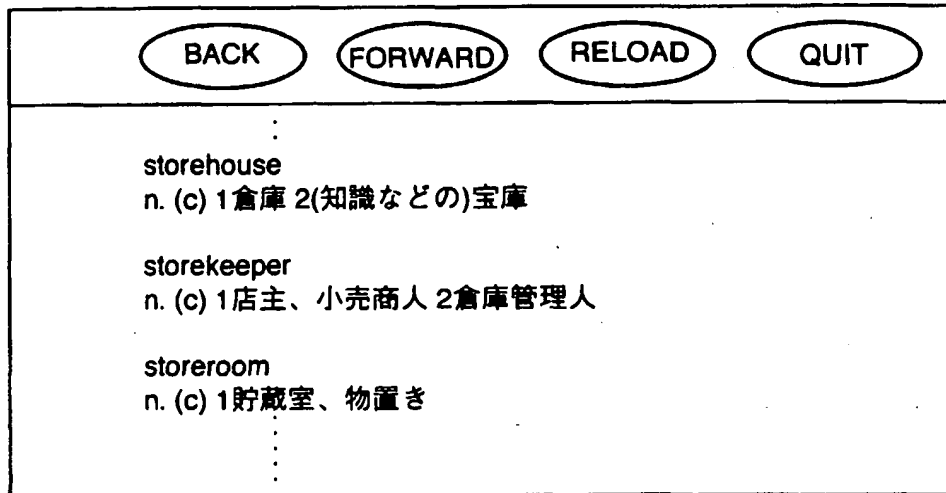 BACK FORWARD RELOAD QUIT
storehouse
n. (c) 1倉庫 2(知識などの)宝庫
storekeeper
n. (c) 1店主、小売商人 2倉庫管理人
storeroom
n. (c) 1貯蔵室、物置き